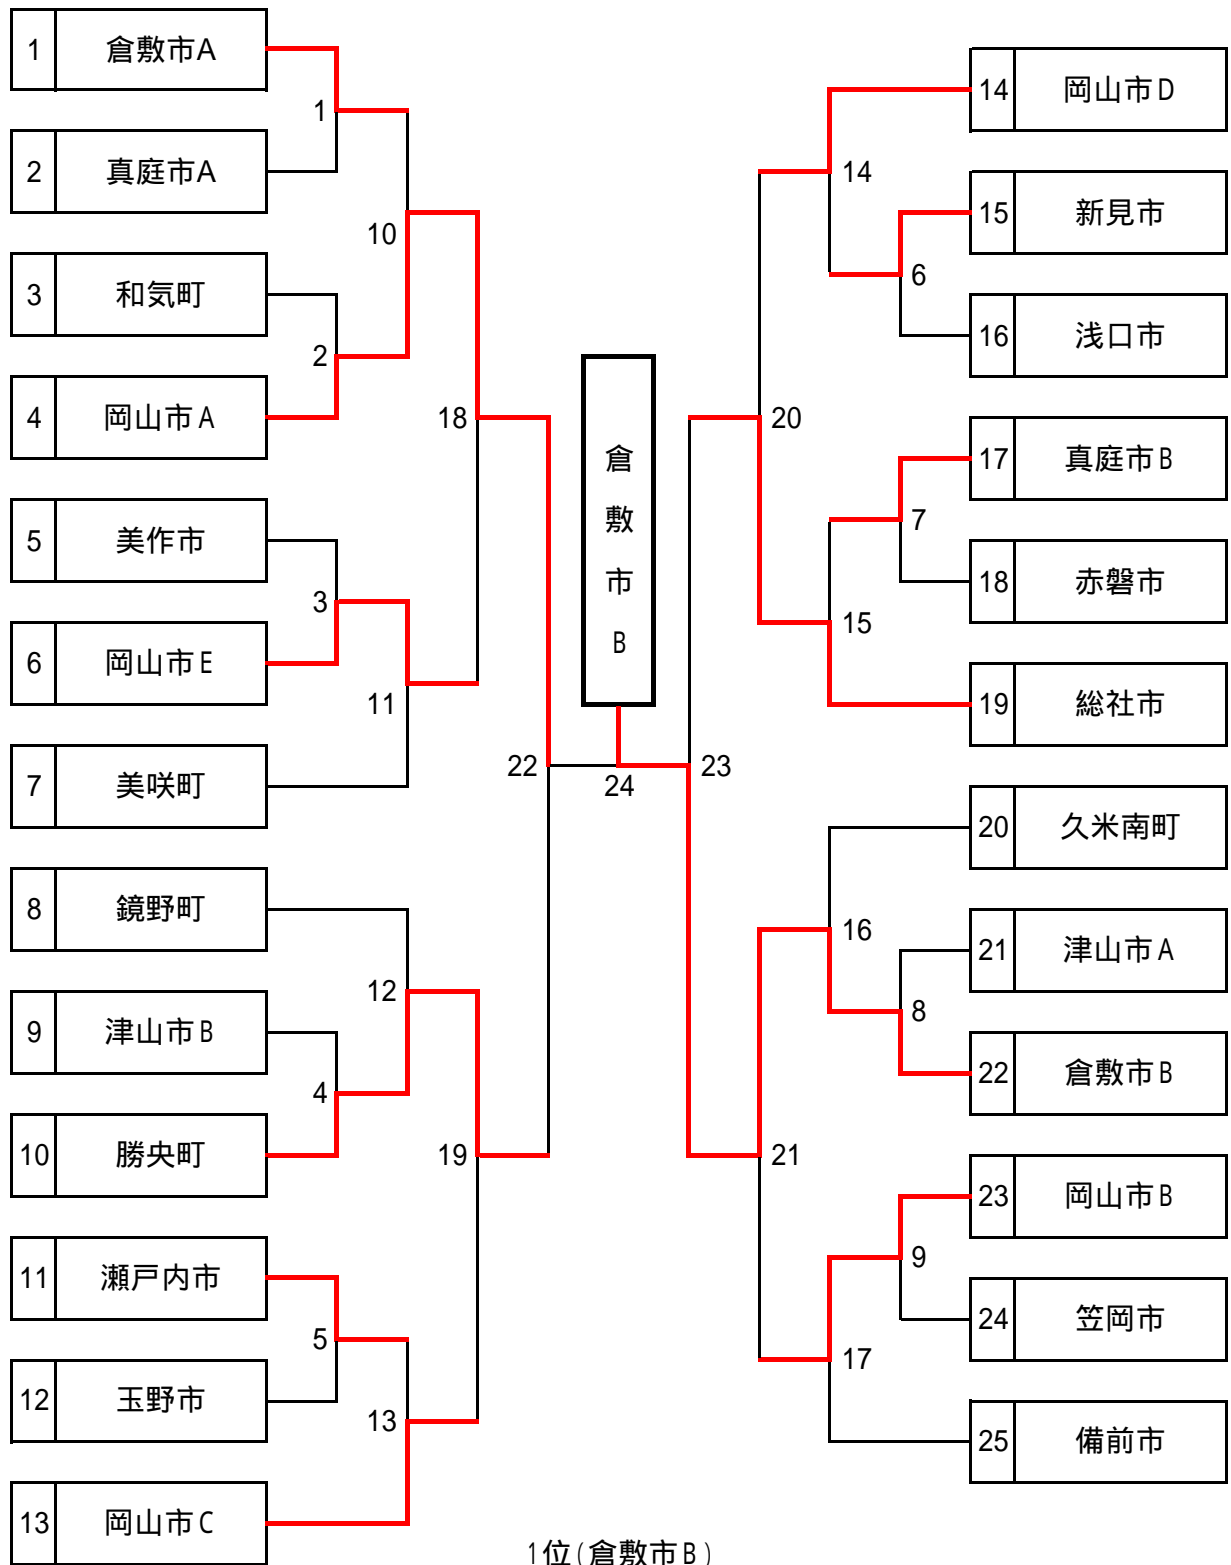 1 倉敷市A
2 真庭市A
3 和気町
4 岡山市A
5 美作市
6 岡山市E
7 美咲町
8 鏡野町
9 津山市B
10 勝央町
11 瀬戸内市
12 玉野市
13 岡山市C
1
2
3
4
5
10
11
12
13
18
19
22
倉敷市B
24
23
20
21
14
15
16
17
6
7
8
9
14 岡山市D
15 新見市
16 浅口市
17 真庭市B
18 赤磐市
19 総社市
20 久米南町
21 津山市A
22 倉敷市B
23 岡山市B
24 笠岡市
25 備前市
1位(倉敷市B)